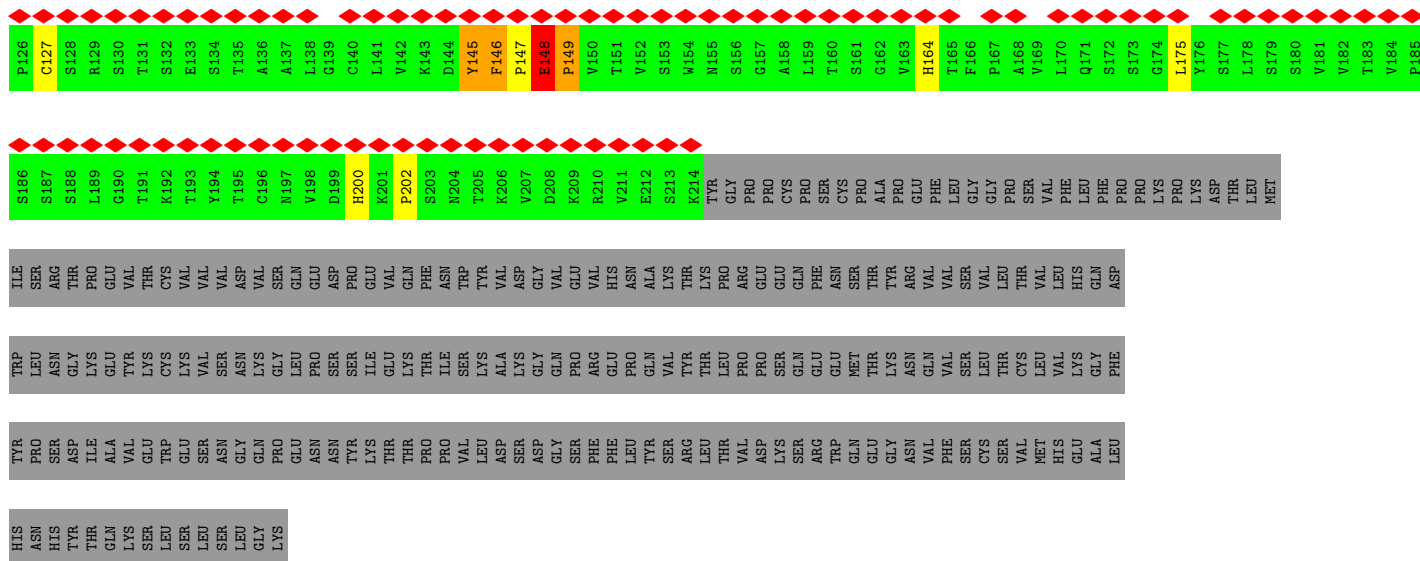 P126 C127 S128 R129 S130 T131 S132 E133 S134 T135 A136 A137 L138 G139 C140 L141 V142 K143 D144 Y145 F146 P147 E148 P149 V150 T151 V152 S153 W154 N155 S156 G157 A158 L159 T160 S161 G162 V163 H164 T165 F166 P167 A168 V169 L170 Q171 S172 S173 G174 L175 Y176 S177 L178 S179 S180 V181 V182 T183 V184 P185
S186 S187 S188 L189 G190 T191 K192 T193 Y194 T195 C196 N197 V198 D199 H200 K201 P202 S203 N204 T205 K206 V207 D208 K209 R210 V211 E212 S213 K214 TYR GLY PRO PRO CYS PRO SER CYS PRO ALA PRO GLU PHE LEU GLY GLY PRO SER VAL PHE LEU PHE PRO PRO LYS PRO LYS ASP THR LEU MET
ILE SER ARG THR PRO GLU VAL THR CYS VAL VAL VAL ASP VAL SER GLN GLU ASP PRO GLU VAL GLN PHE ASN TRP TYR VAL ASP GLY VAL GLU VAL HIS ASN ALA LYS THR LYS PRO ARG GLU GLU GLN PHE ASN SER THR TYR ARG VAL VAL SER VAL LEU THR VAL LEU HIS GLN ASP
TRP LEU ASN GLY LYS GLU TYR LYS CYS LYS VAL SER ASN LYS GLY LEU PRO SER SER ILE GLU LYS THR ILE SER LYS ALA LYS GLY GLN PRO ARG GLU PRO GLN VAL TYR THR LEU PRO PRO SER GLN GLU GLU MET THR LYS ASN GLN VAL SER LEU THR CYS LEU VAL LYS GLY PHE
TYR PRO SER ASP ILE ALA VAL GLU TRP GLU SER ASN GLY GLN PRO GLU ASN ASN TYR LYS THR THR PRO PRO VAL LEU ASP SER ASP GLY SER PHE PHE LEU TYR SER ARG LEU THR VAL ASP LYS SER ARG TRP GLN GLU GLY ASN VAL PHE SER CYS SER VAL MET HIS GLU ALA LEU
HIS ASN HIS TYR THR GLN LYS SER LEU SER LEU SER LEU GLY LYS